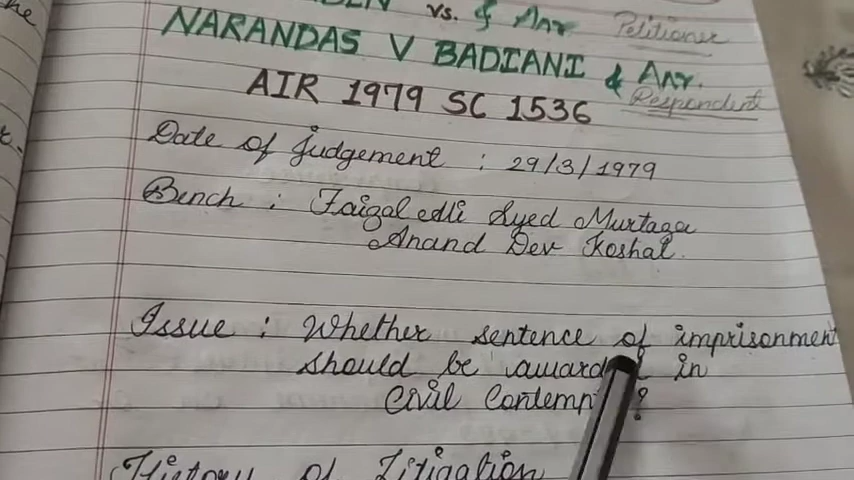 vs. & Anr Petitioner
NARANDAS V BADIANI & Anr.
AIR 1979 SC 1536 Respondent
Date of judgement : 29/3/1979
Bench : Faizal Ali Syed Murtaza
Anand Dev Koshal.
Issue : Whether sentence of imprisonment
should be award in
Civil Contemp ?
History of Litigation